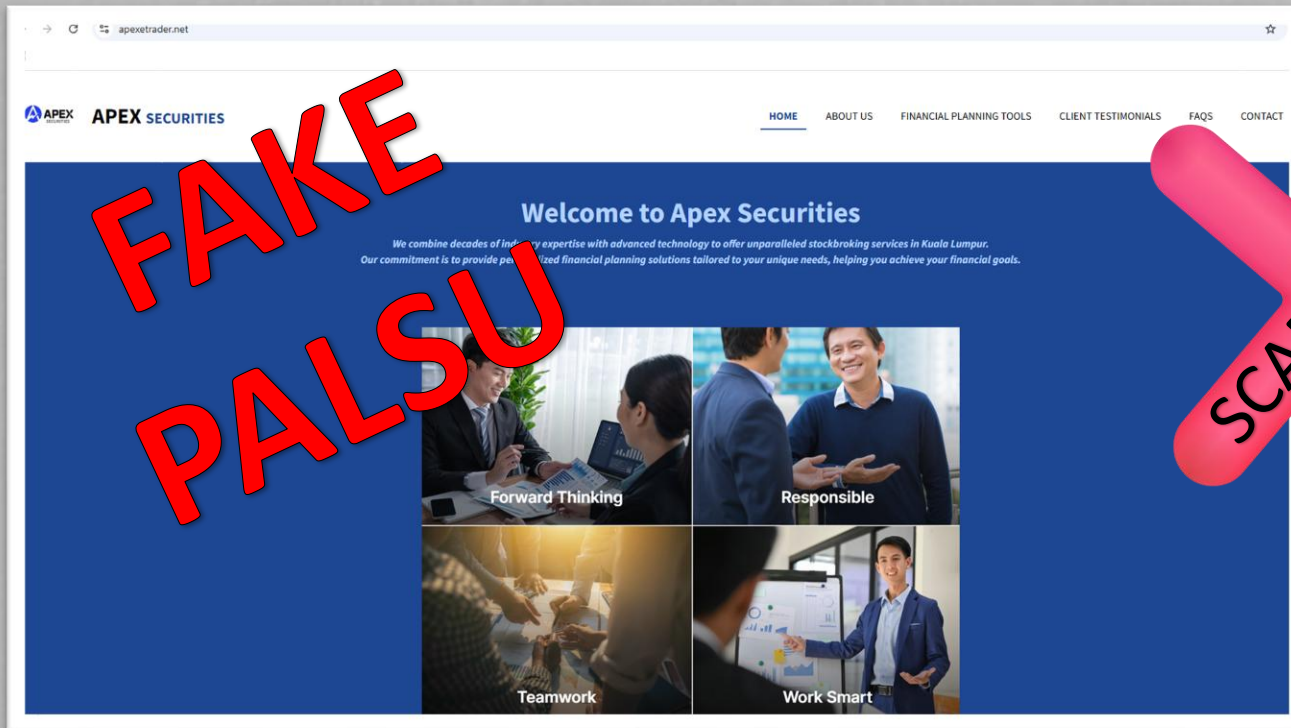 apexetrader.net
APEX SECURITIES
APEX SECURITIES
HOME ABOUT US FINANCIAL PLANNING TOOLS CLIENT TESTIMONIALS FAQS CONTACT
FAKE
PALSU
Welcome to Apex Securities
We combine decades of industry expertise with advanced technology to offer unparalleled stockbroking services in Kuala Lumpur.
Our commitment is to provide personalized financial planning solutions tailored to your unique needs, helping you achieve your financial goals.
Forward Thinking
Responsible
Teamwork
Work Smart